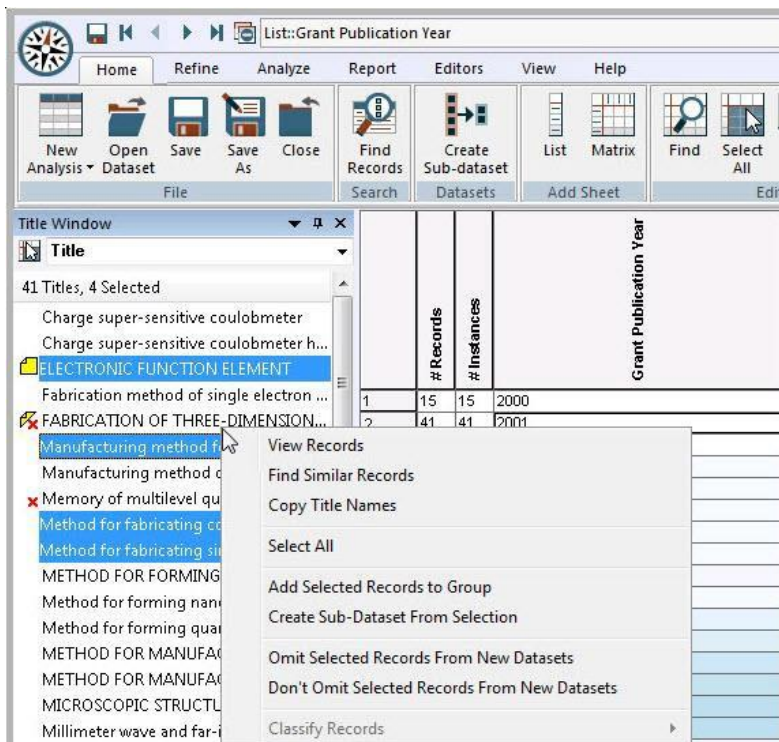 List::Grant Publication Year
Home Refine Analyze Report Editors View Help
New Analysis Open Dataset Save Save As Close Find Records Create Sub-dataset List Matrix Find Select All
File Search Datasets Add Sheet
Title Window
Title
41 Titles, 4 Selected
Charge super-sensitive coulobmeter
Charge super-sensitive coulobmeter h...
ELECTRONIC FUNCTION ELEMENT
Fabrication method of single electron ...
FABRICATION OF THREE-DIMENSION...
Manufacturing method f
Manufacturing method
Memory of multilevel qu
Method for fabricating co
Method for fabricating si
METHOD FOR FORMING
Method for forming nan
Method for forming qua
METHOD FOR MANUFA
METHOD FOR MANUFA
MICROSCOPIC STRUCTU
Millimeter wave and far-i
# Records # Instances Grant Publication Year
1 15 15 2000
2 41 41 2001
View Records
Find Similar Records
Copy Title Names
Select All
Add Selected Records to Group
Create Sub-Dataset From Selection
Omit Selected Records From New Datasets
Don't Omit Selected Records From New Datasets
Classify Records